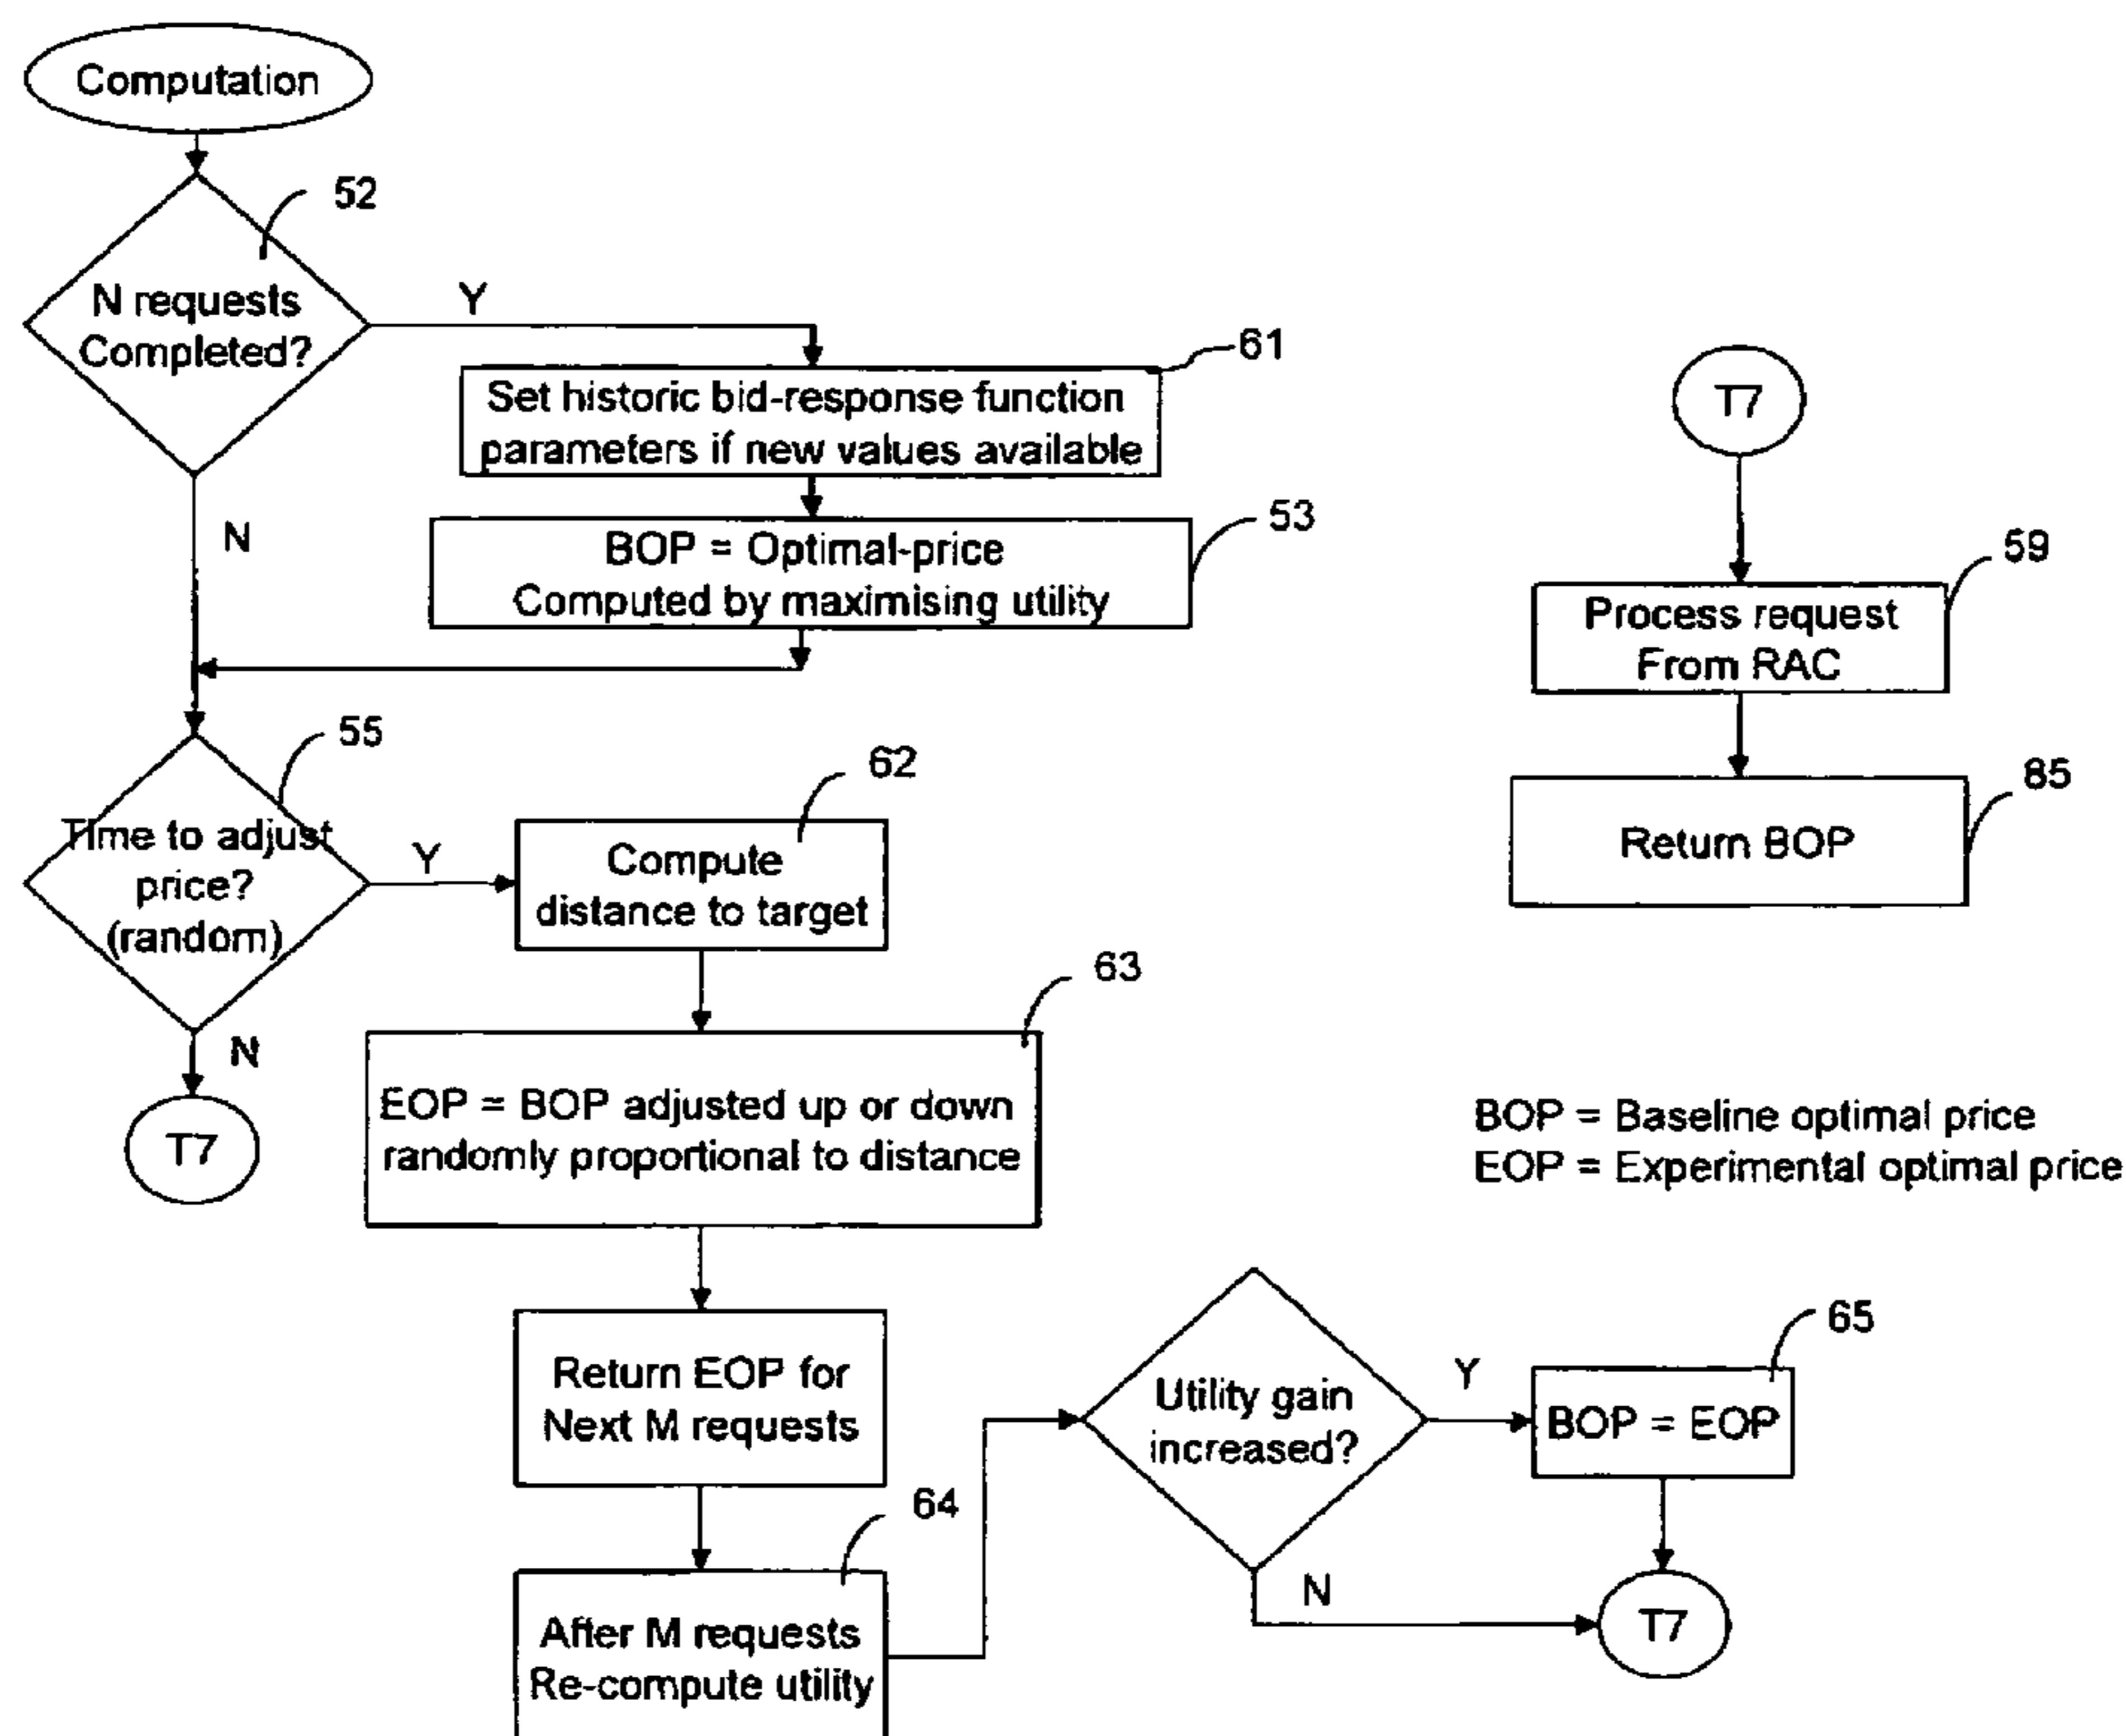 Computation
52
N requests
Completed?
Y
N
61
Set historic bid-response function
parameters if new values available
53
BOP = Optimal-price
Computed by maximising utility
T7
59
Process request
From RAC
85
Return BOP
55
Time to adjust
price?
(random)
Y
N
T7
62
Compute
distance to target
63
EOP = BOP adjusted up or down
randomly proportional to distance
BOP = Baseline optimal price
EOP = Experimental optimal price
Return EOP for
Next M requests
64
After M requests
Re-compute utility
Utility gain
increased?
Y
N
65
BOP = EOP
T7